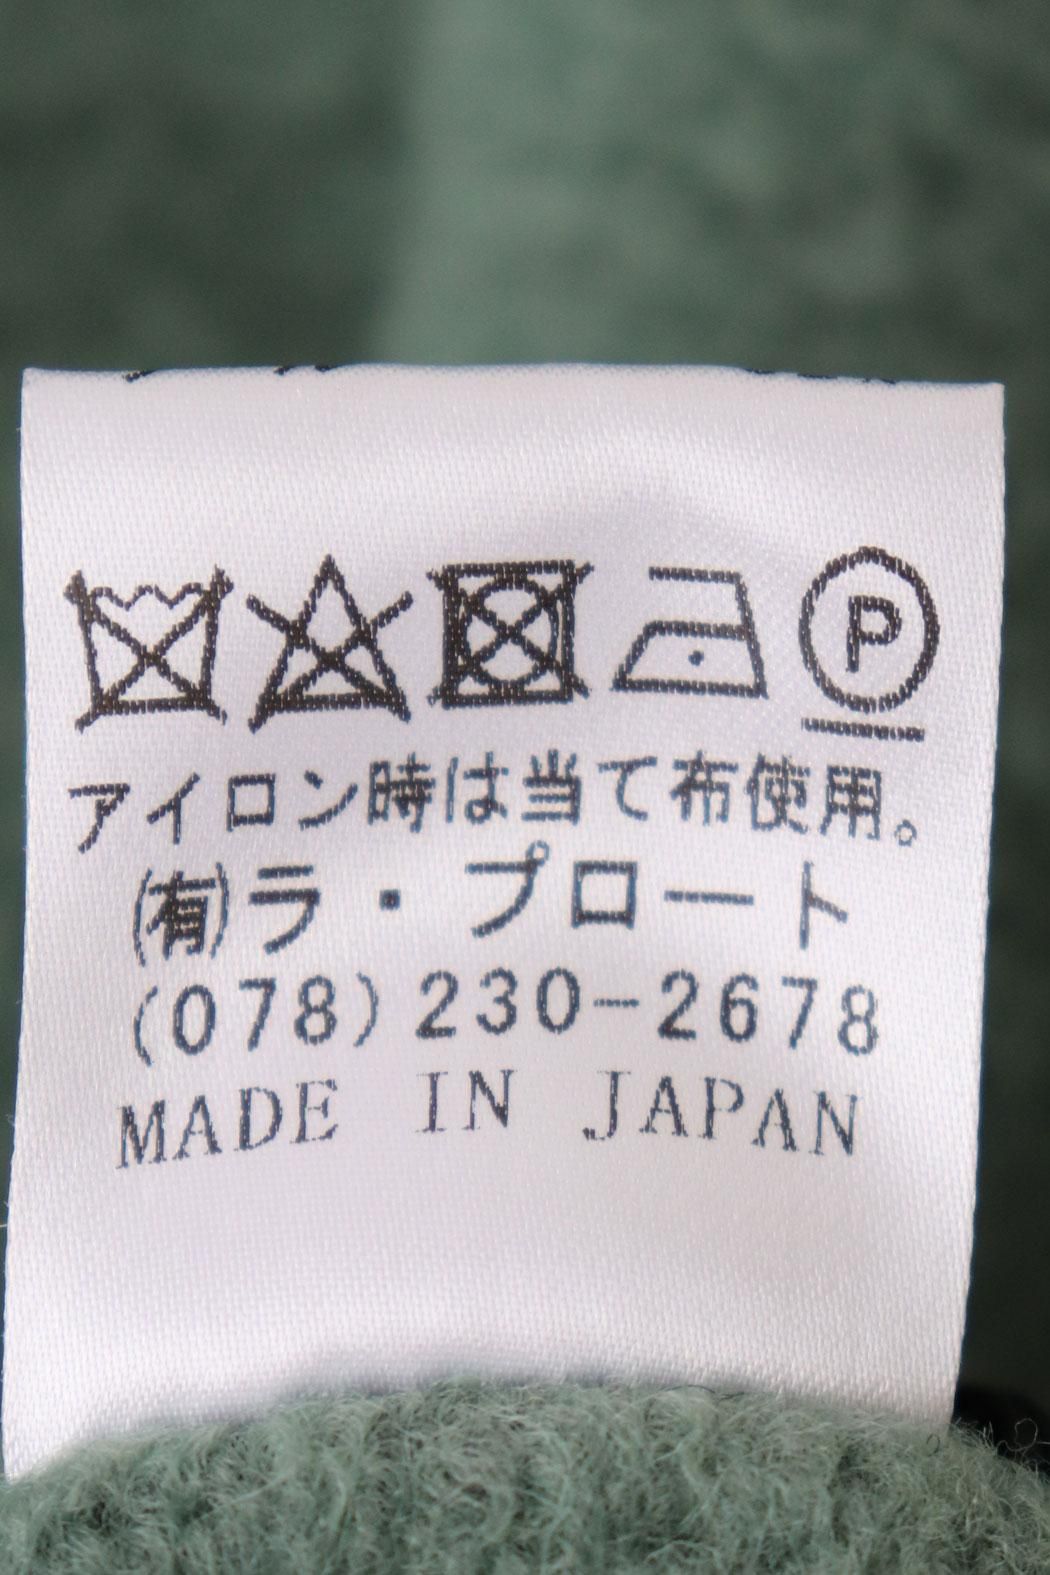 P
アイロン時は当て布使用。
(有)ラ・プロート
(078)230-2678
MADE IN JAPAN